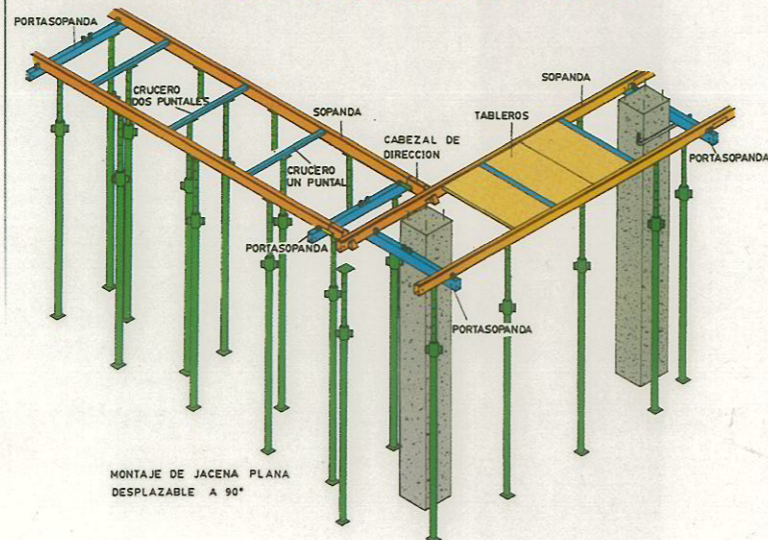 PORTASOPANDA
CRUCERO
DOS PUNTALES
SOPANDA
CRUCERO
UN PUNTAL
CABEZAL DE
DIRECCION
PORTASOPANDA
TABLEROS
SOPANDA
PORTASOPANDA
PORTASOPANDA
MONTAJE DE JACENA PLANA
DESPLAZABLE A 90°